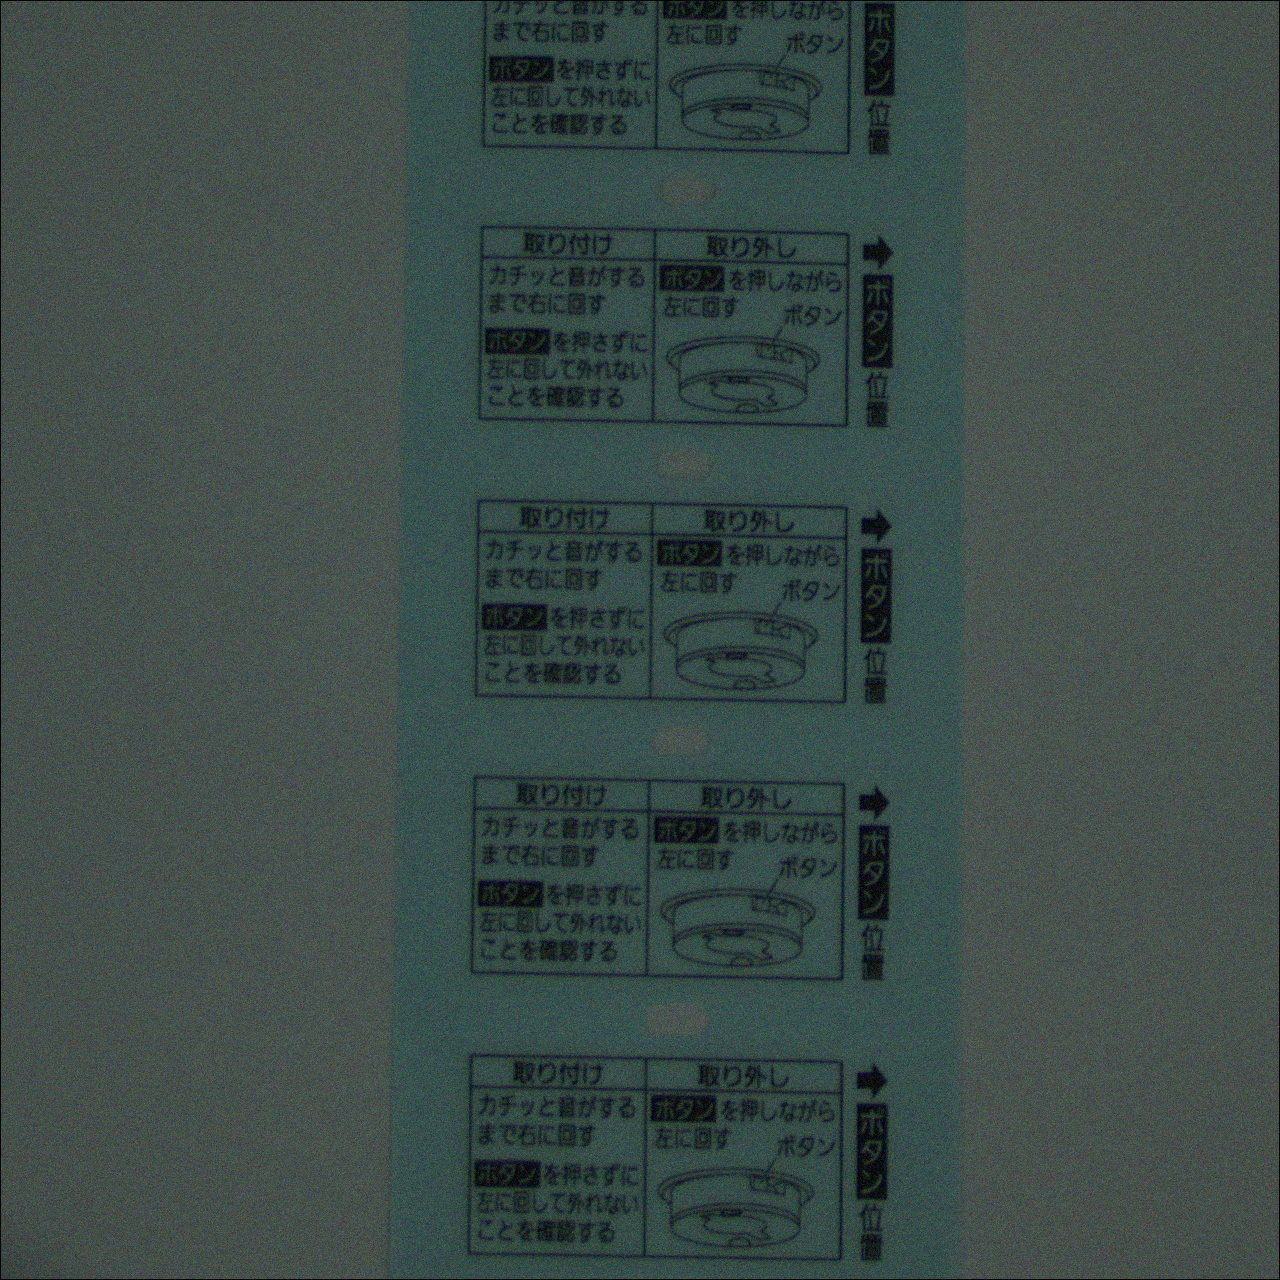 カチッと音がする
まで右に回す
ボタンを押さずに
左に回して外れない
ことを確認する
ボタンを押しながら
左に回す
ボタン
ボタン位置
取り付け
カチッと音がする
まで右に回す
ボタンを押さずに
左に回して外れない
ことを確認する
取り外し
ボタンを押しながら
左に回す
ボタン
➡ボタン位置
取り付け
カチッと音がする
まで右に回す
ボタンを押さずに
左に回して外れない
ことを確認する
取り外し
ボタンを押しながら
左に回す
ボタン
➡ボタン位置
取り付け
カチッと音がする
まで右に回す
ボタンを押さずに
左に回して外れない
ことを確認する
取り外し
ボタンを押しながら
左に回す
ボタン
➡ボタン位置
取り付け
カチッと音がする
まで右に回す
ボタンを押さずに
左に回して外れない
ことを確認する
取り外し
ボタンを押しながら
左に回す
ボタン
➡ボタン位置